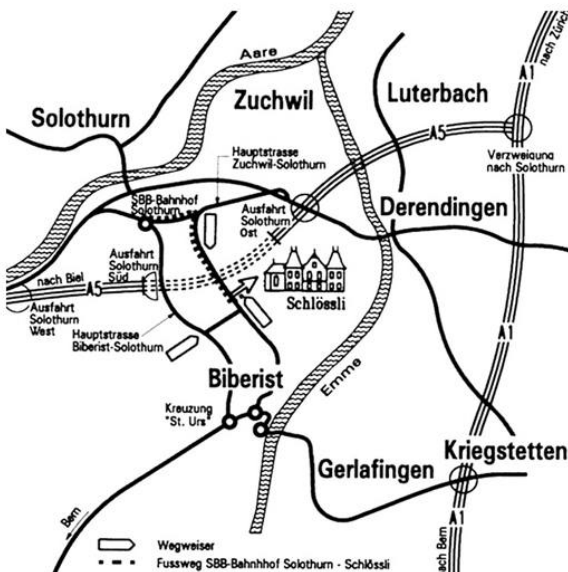 Aare
A1
nach Zürich
Zuchwil
Luterbach
Solothurn
A5
Hauptstrasse
Zuchwil-Solothurn
Verzweigung
nach Solothurn
SBB-Bahnhof
Solothurn
Ausfahrt
Solothurn
Ost
Derendingen
Ausfahrt
Solothurn
Süd
nach Biel
A5
Schlössli
Ausfahrt
Solothurn
West
Hauptstrasse
Biberist-Solothurn
A1
Emme
Biberist
Kreuzung
"St. Urs"
Gerlafingen
Kriegstetten
Bern
A1
nach Bern
Wegweiser
Fussweg SBB-Bahnhhof Solothurn - Schlössli